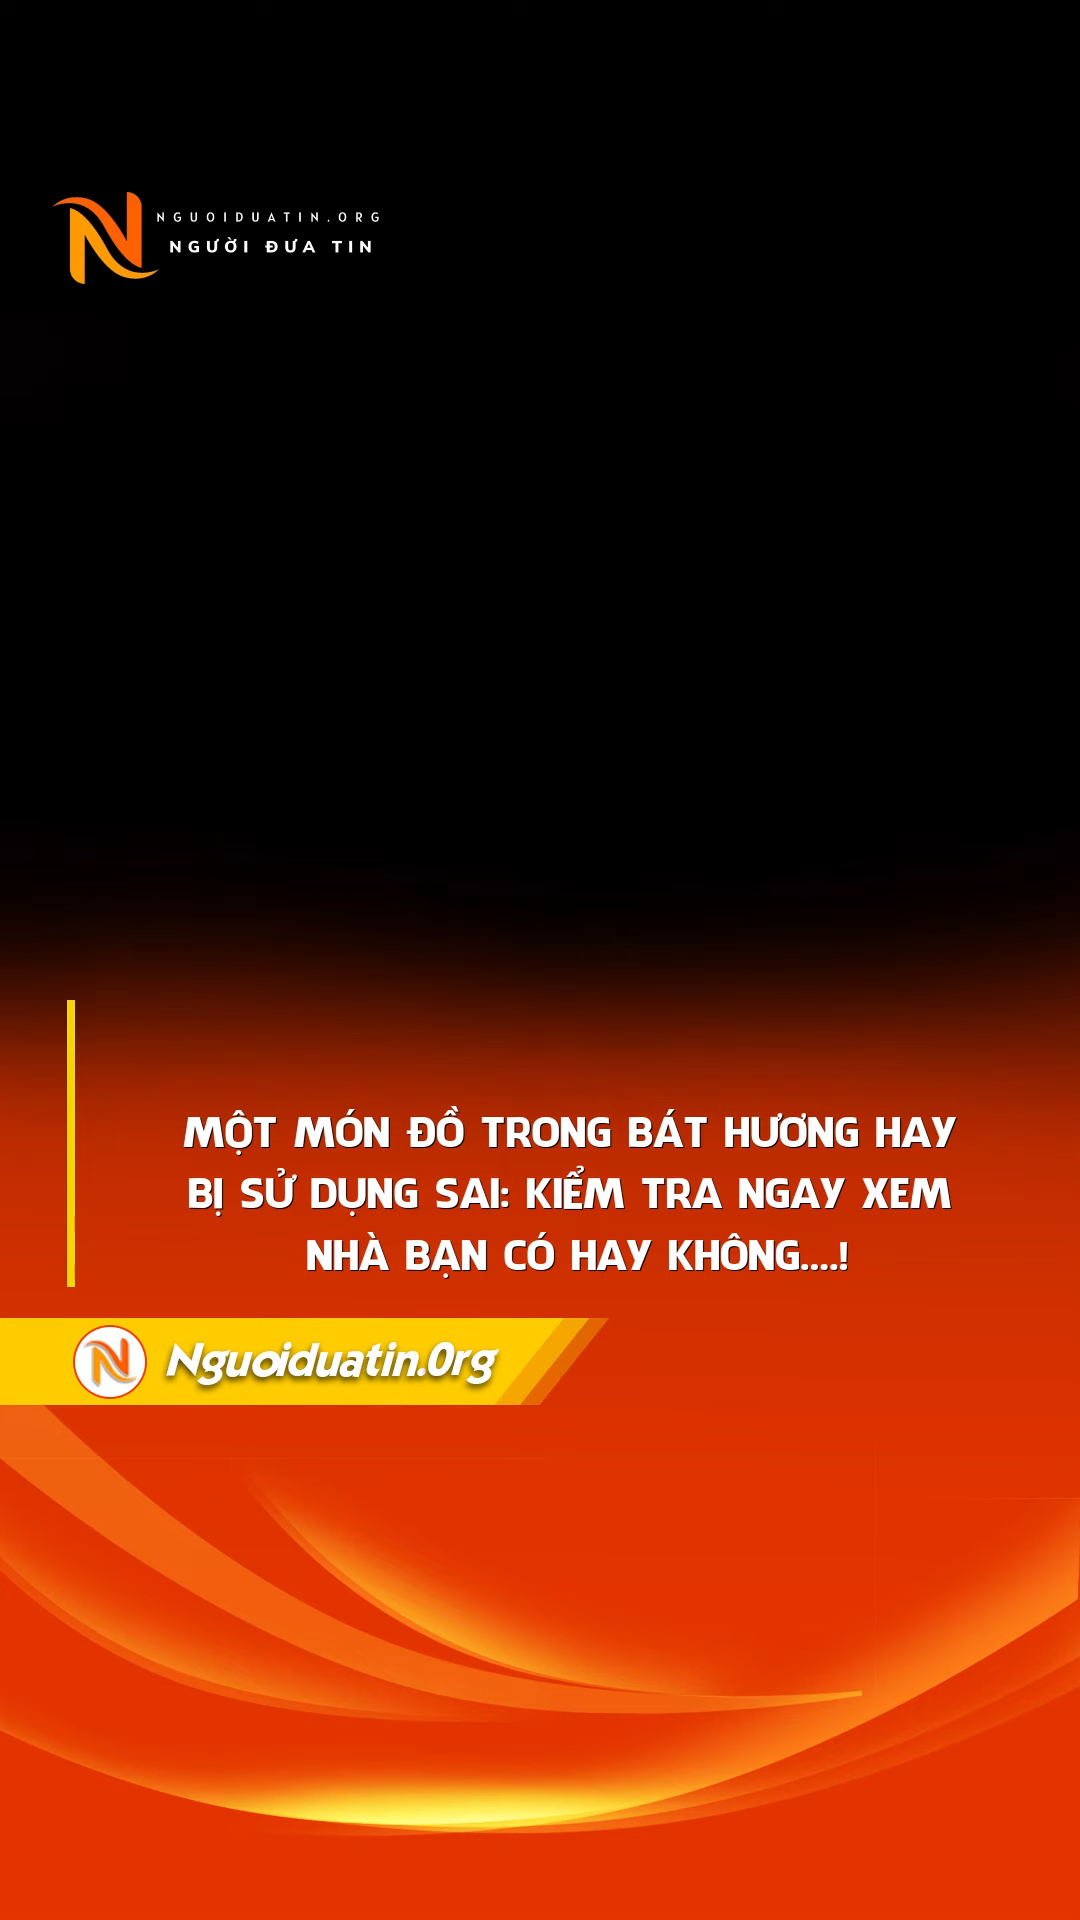 NGUOIDUATIN.ORG
NGƯỜI ĐƯA TIN
MỘT MÓN ĐỒ TRONG BÁT HƯƠNG HAY
BỊ SỬ DỤNG SAI: KIỂM TRA NGAY XEM
NHÀ BẠN CÓ HAY KHÔNG....!
Nguoiduatin.Org